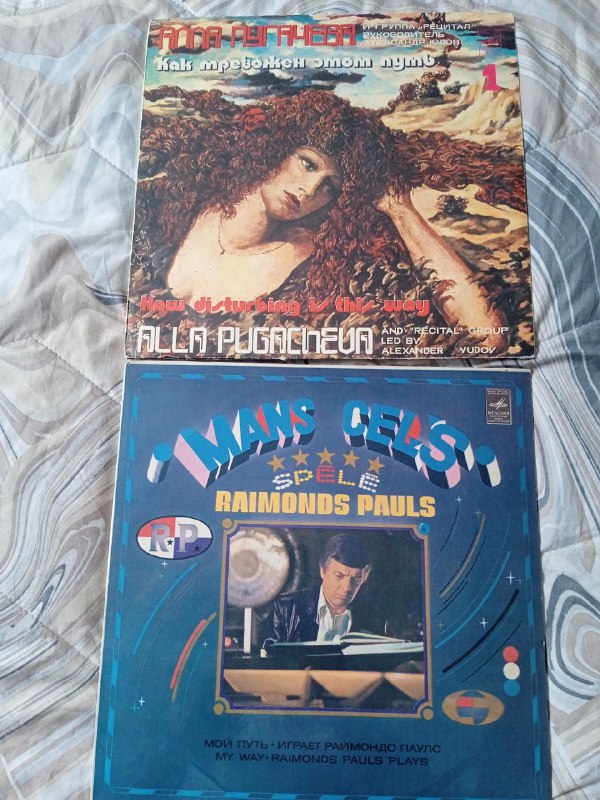 АЛЛА ПУГАЧЕВА
И ГРУППА „РЕЦИТАЛ"
РУКОВОДИТЕЛЬ
АЛЕКСАНДР ЮДОВ
Как тревожен этот путь
1
How disturbing is this way
ALLA PUGACHEVA
AND "RECITAL" GROUP
LED BY
ALEXANDER YUDOV
MANS CEĻŠ
МЕЛОДИЯ
SPĒLĒ
RAIMONDS PAULS
R.P.
МОЙ ПУТЬ · ИГРАЕТ РАЙМОНДС ПАУЛС
MY WAY · RAIMONDS PAULS PLAYS